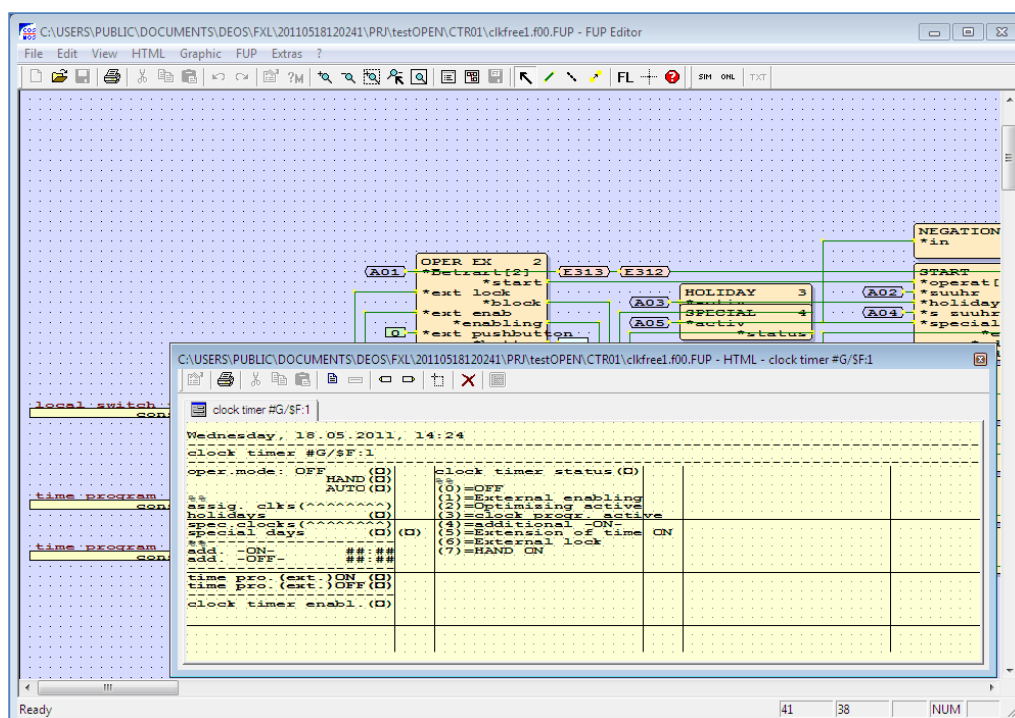 C:\USERS\PUBLIC\DOCUMENTS\DEOS\FXL\20110518120241\PRJ\testOPEN\CTR01\clkfree1.f00.FUP - FUP Editor
File Edit View HTML Graphic FUP Extras ?
?M FL SIM ONL TXT
NEGATION
*in
OPER EX 2
A01 *Betrart[2] E313 E312
*start
*ext lock
*block
*ext enab
*enabling
0 *ext pushbutton
HOLIDAY 3
A03
SPECIAL 4
A05 *activ
*status
START
*operat[
A02 *suuhr
*holiday
A04 *s suuhr
*special
local switch
time program
time program
C:\USERS\PUBLIC\DOCUMENTS\DEOS\FXL\20110518120241\PRJ\testOPEN\CTR01\clkfree1.f00.FUP - HTML - clock timer #G/$F:1
clock timer #G/$F:1
Wednesday, 18.05.2011, 14:24
clock timer #G/$F:1
oper.mode: OFF (□)
HAND(□)
AUTO(□)
%%
assig. clks(^^^^^^^^)
holidays (□)
spec.clocks(^^^^^^^^)
special days (□)(□)
%%
add. -ON- ##:##
add. -OFF- ##:##
time pro.(ext.)ON (□)
time pro.(ext.)OFF(□)
clock timer enabl.(□)
clock timer status(□)
%%
(0)=OFF
(1)=External enabling
(2)=Optimising active
(3)=clock progr. active
(4)=additional -ON-
(5)=Extension of time ON
(6)=External lock
(7)=HAND ON
Ready 41 38 NUM